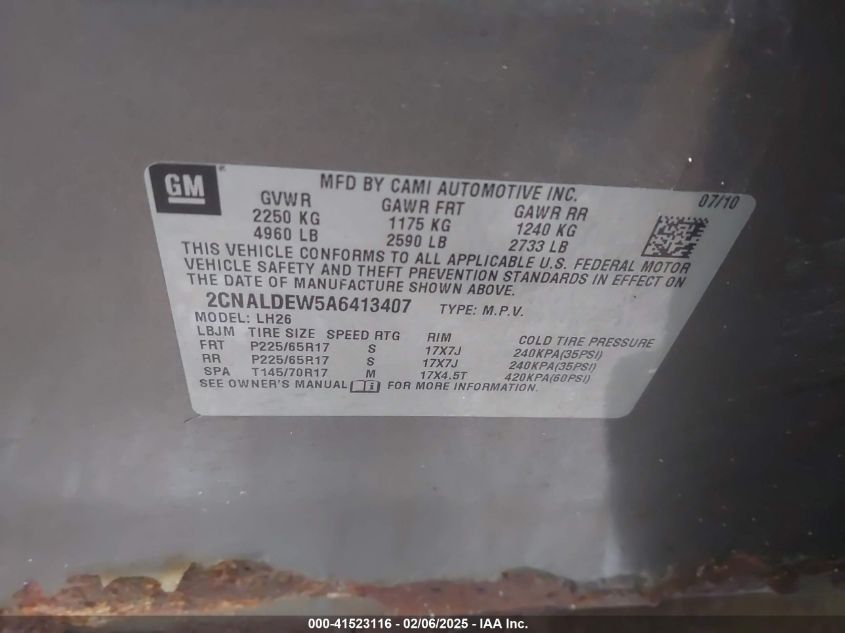 GM
MFD BY CAMI AUTOMOTIVE INC.
07/10
GVWR GAWR FRT GAWR RR
2250 KG 1175 KG 1240 KG
4960 LB 2590 LB 2733 LB
THIS VEHICLE CONFORMS TO ALL APPLICABLE U.S. FEDERAL MOTOR
VEHICLE SAFETY AND THEFT PREVENTION STANDARDS IN EFFECT ON
THE DATE OF MANUFACTURE SHOWN ABOVE.
2CNALDEW5A6413407 TYPE: M.P.V.
MODEL: LH26
LBJM TIRE SIZE SPEED RTG RIM COLD TIRE PRESSURE
FRT P225/65R17 S 17X7J 240KPA(35PSI)
RR P225/65R17 S 17X7J 240KPA(35PSI)
SPA T145/70R17 M 17X4.5T 420KPA(60PSI)
SEE OWNER'S MANUAL FOR MORE INFORMATION.
000-41523116 - 02/06/2025 - IAA Inc.